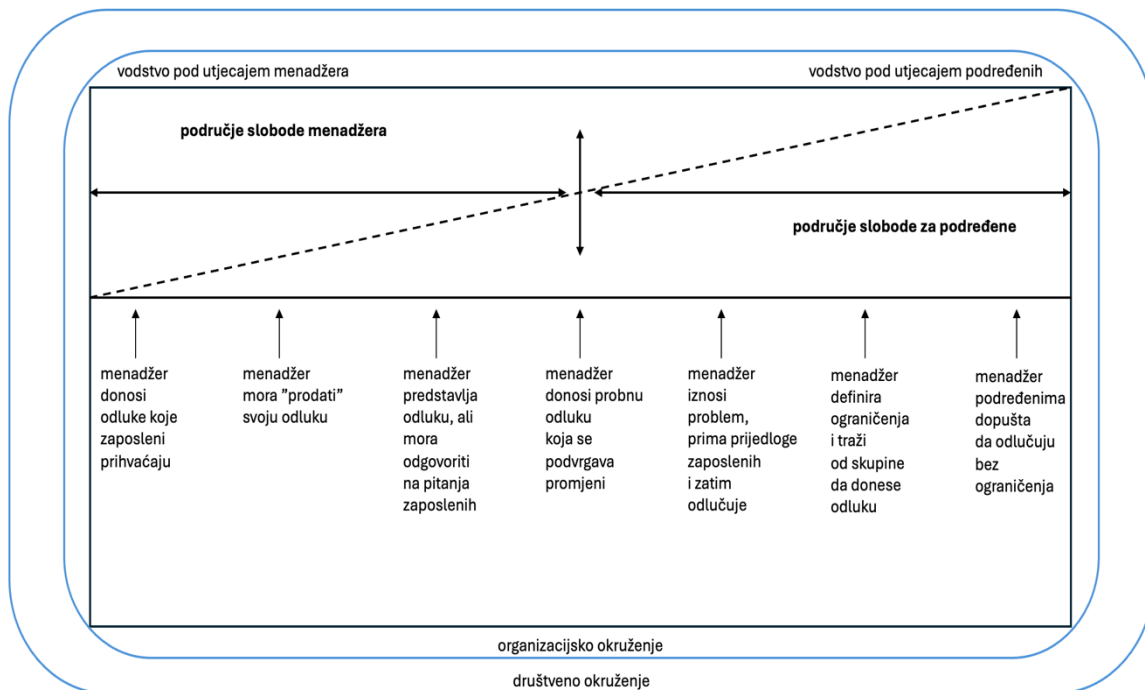 vodstvo pod utjecajem menadžera
vodstvo pod utjecajem podređenih
područje slobode menadžera
područje slobode za podređene
menadžer
donosi
odluke koje
zaposleni
prihvaćaju
menadžer
mora ”prodati”
svoju odluku
menadžer
predstavlja
odluku, ali
mora
odgovoriti
na pitanja
zaposlenih
menadžer
donosi probnu
odluku
koja se
podvrgava
promjeni
menadžer
iznosi
problem,
prima prijedloge
zaposlenih
i zatim
odlučuje
menadžer
definira
ograničenja
i traži
od skupine
da donese
odluku
menadžer
podređenima
dopušta
da odlučuju
bez
ograničenja
organizacijsko okruženje
društveno okruženje